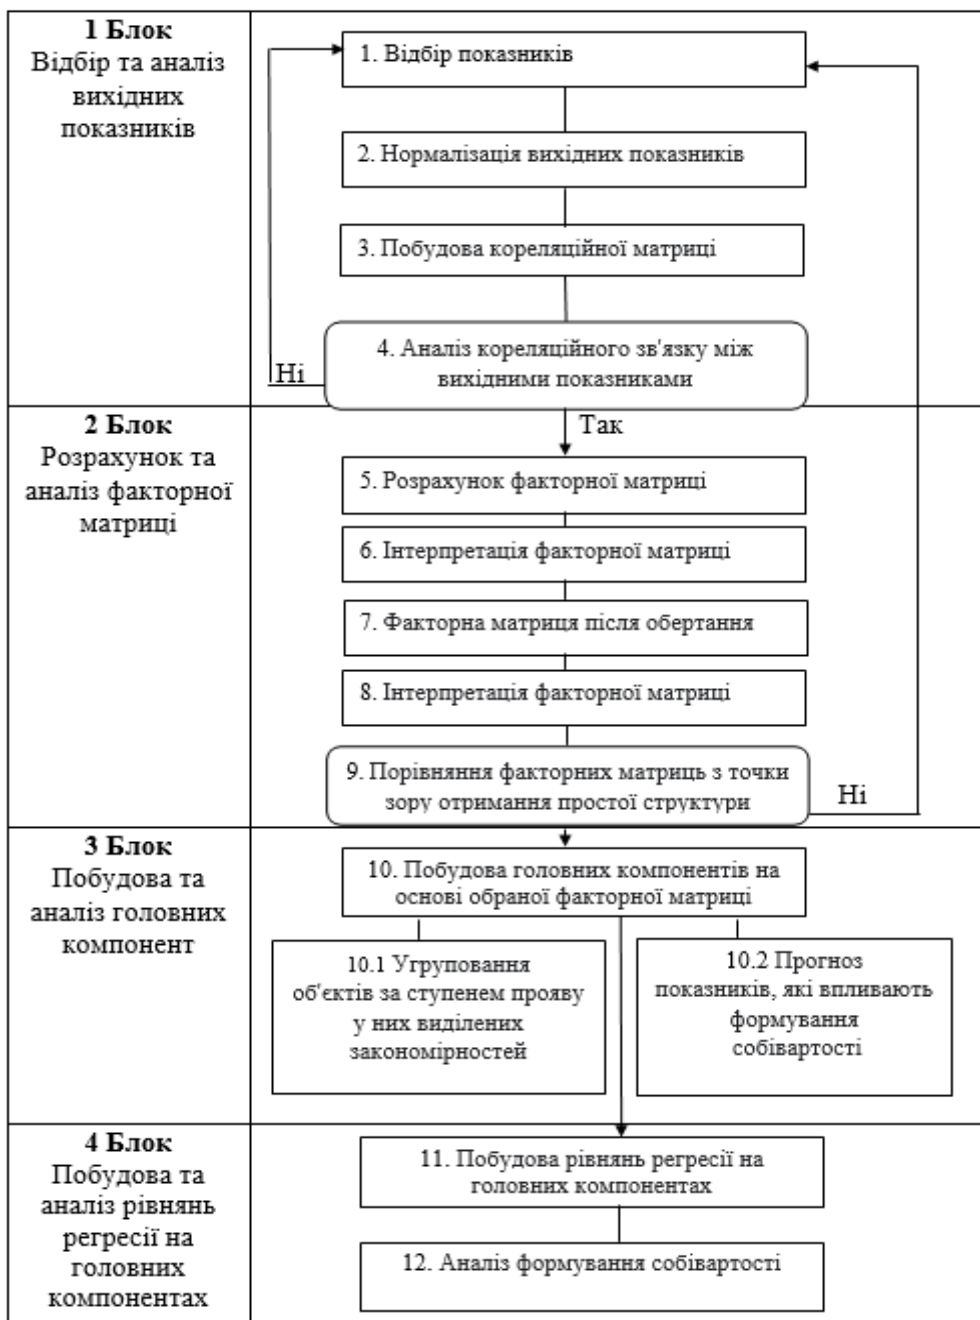 1 Блок
Відбір та аналіз
вихідних
показників
1. Відбір показників
2. Нормалізація вихідних показників
3. Побудова кореляційної матриці
4. Аналіз кореляційного зв'язку між
вихідними показниками
Ні
2 Блок
Розрахунок та
аналіз факторної
матриці
Так
5. Розрахунок факторної матриці
6. Інтерпретація факторної матриці
7. Факторна матриця після обертання
8. Інтерпретація факторної матриці
9. Порівняння факторних матриць з точки
зору отримання простої структури
Ні
3 Блок
Побудова та
аналіз головних
компонент
10. Побудова головних компонентів на
основі обраної факторної матриці
10.1 Угруповання
об'єктів за ступенем прояву
у них виділених
закономірностей
10.2 Прогноз
показників, які впливають
формування
собівартості
4 Блок
Побудова та
аналіз рівнянь
регресії на
головних
компонентах
11. Побудова рівнянь регресії на
головних компонентах
12. Аналіз формування собівартості